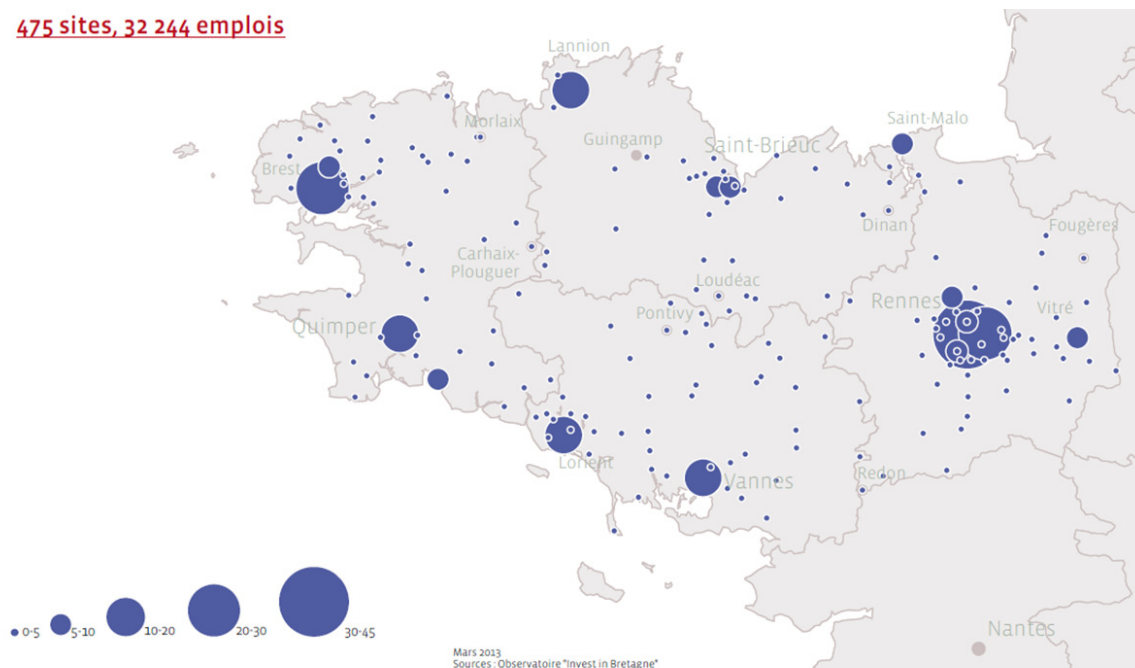 475 sites, 32 244 emplois
Lannion
Morlaix
Guingamp
Saint-Brieuc
Saint-Malo
Brest
Dinan
Fougères
Carhaix-
Plouguer
Loudéac
Rennes
Vitré
Quimper
Pontivy
Lorient
Vannes
Redon
0-5
5-10
10-20
20-30
30-45
Nantes
Mars 2013
Sources : Observatoire "Invest in Bretagne"